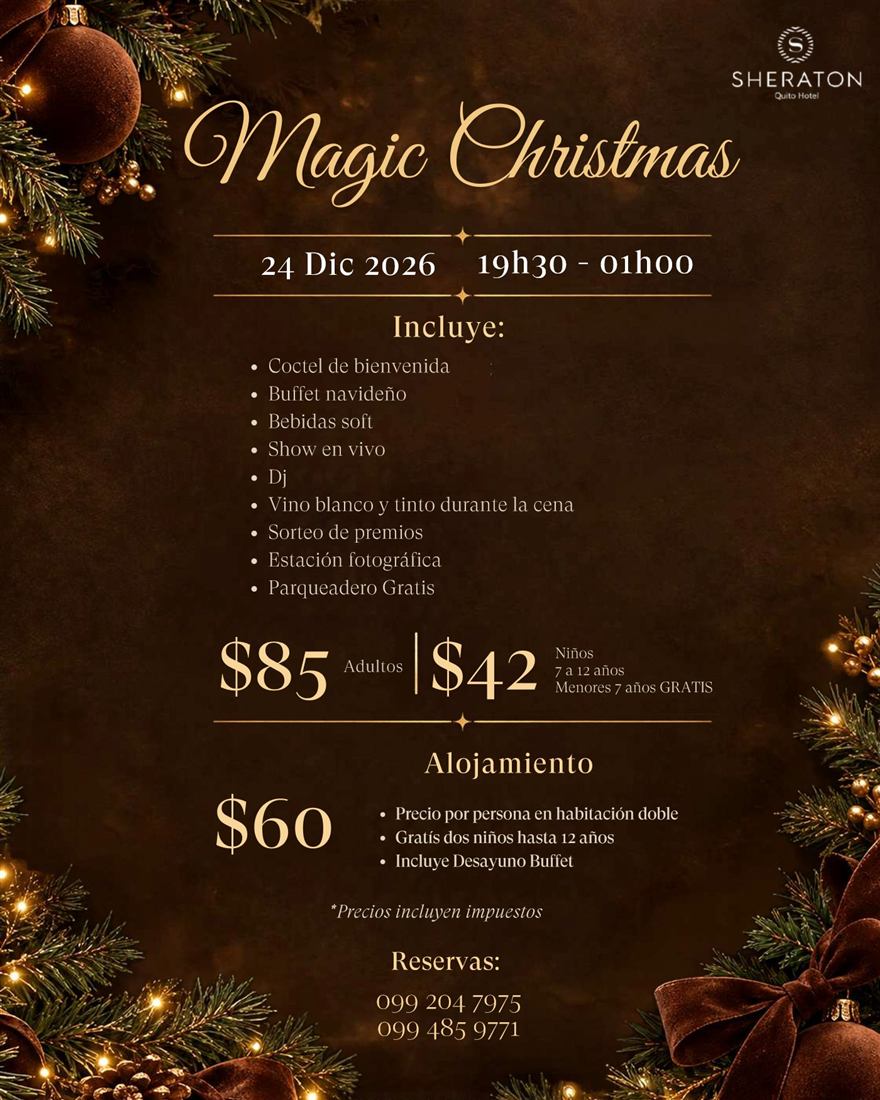 SHERATON
Quito Hotel
Magic Christmas
24 Dic 2026 19h30 - 01h00
Incluye:
• Coctel de bienvenida
• Buffet navideño
• Bebidas soft
• Show en vivo
• Dj
• Vino blanco y tinto durante la cena
• Sorteo de premios
• Estación fotográfica
• Parqueadero Gratis
$85 Adultos | $42 Niños
7 a 12 años
Menores 7 años GRATIS
Alojamiento
$60
• Precio por persona en habitación doble
• Gratís dos niños hasta 12 años
• Incluye Desayuno Buffet
*Precios incluyen impuestos
Reservas:
099 204 7975
099 485 9771